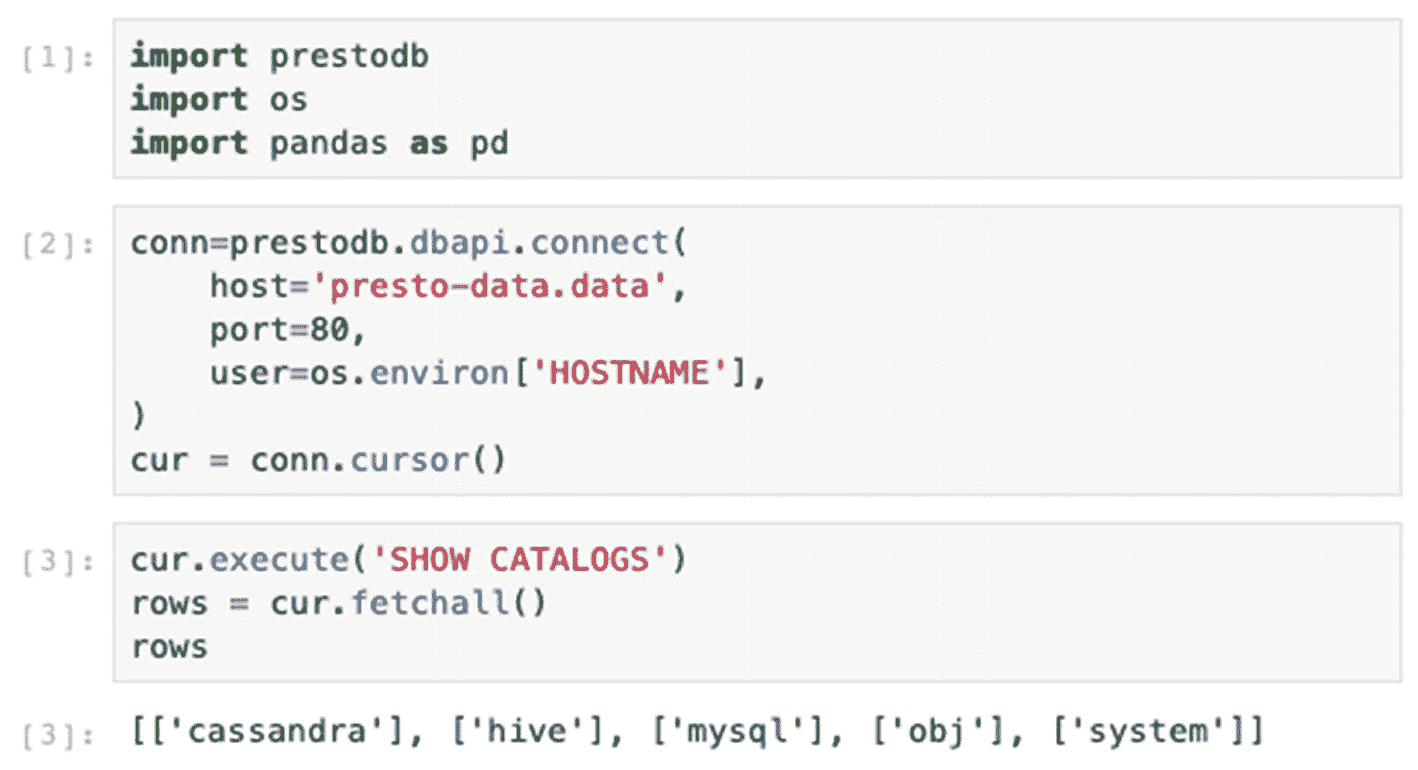 [1]: import prestodb
import os
import pandas as pd
[2]: conn=prestodb.dbapi.connect(
    host='presto-data.data',
    port=80,
    user=os.environ['HOSTNAME'],
)
cur = conn.cursor()
[3]: cur.execute('SHOW CATALOGS')
rows = cur.fetchall()
rows
[3]: [['cassandra'], ['hive'], ['mysql'], ['obj'], ['system']]